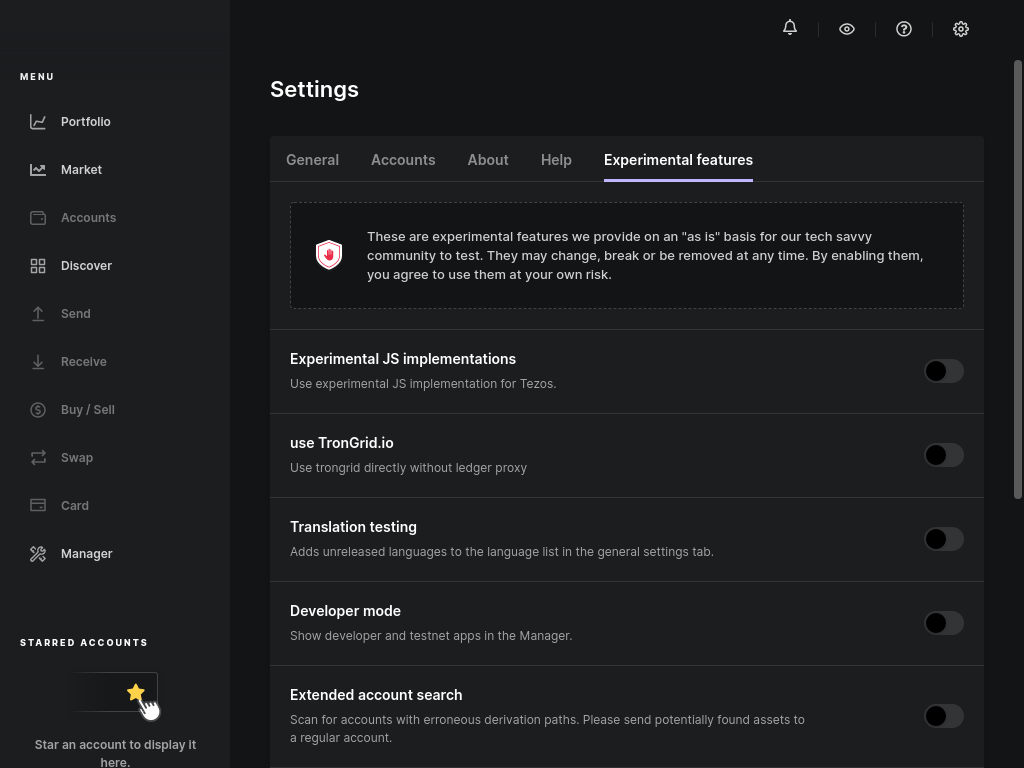 MENU
Portfolio
Market
Accounts
Discover
Send
Receive
Buy / Sell
Swap
Card
Manager
STARRED ACCOUNTS
Star an account to display it
here.
Settings
General Accounts About Help Experimental features
These are experimental features we provide on an "as is" basis for our tech savvy
community to test. They may change, break or be removed at any time. By enabling them,
you agree to use them at your own risk.
Experimental JS implementations
Use experimental JS implementation for Tezos.
use TronGrid.io
Use trongrid directly without ledger proxy
Translation testing
Adds unreleased languages to the language list in the general settings tab.
Developer mode
Show developer and testnet apps in the Manager.
Extended account search
Scan for accounts with erroneous derivation paths. Please send potentially found assets to
a regular account.